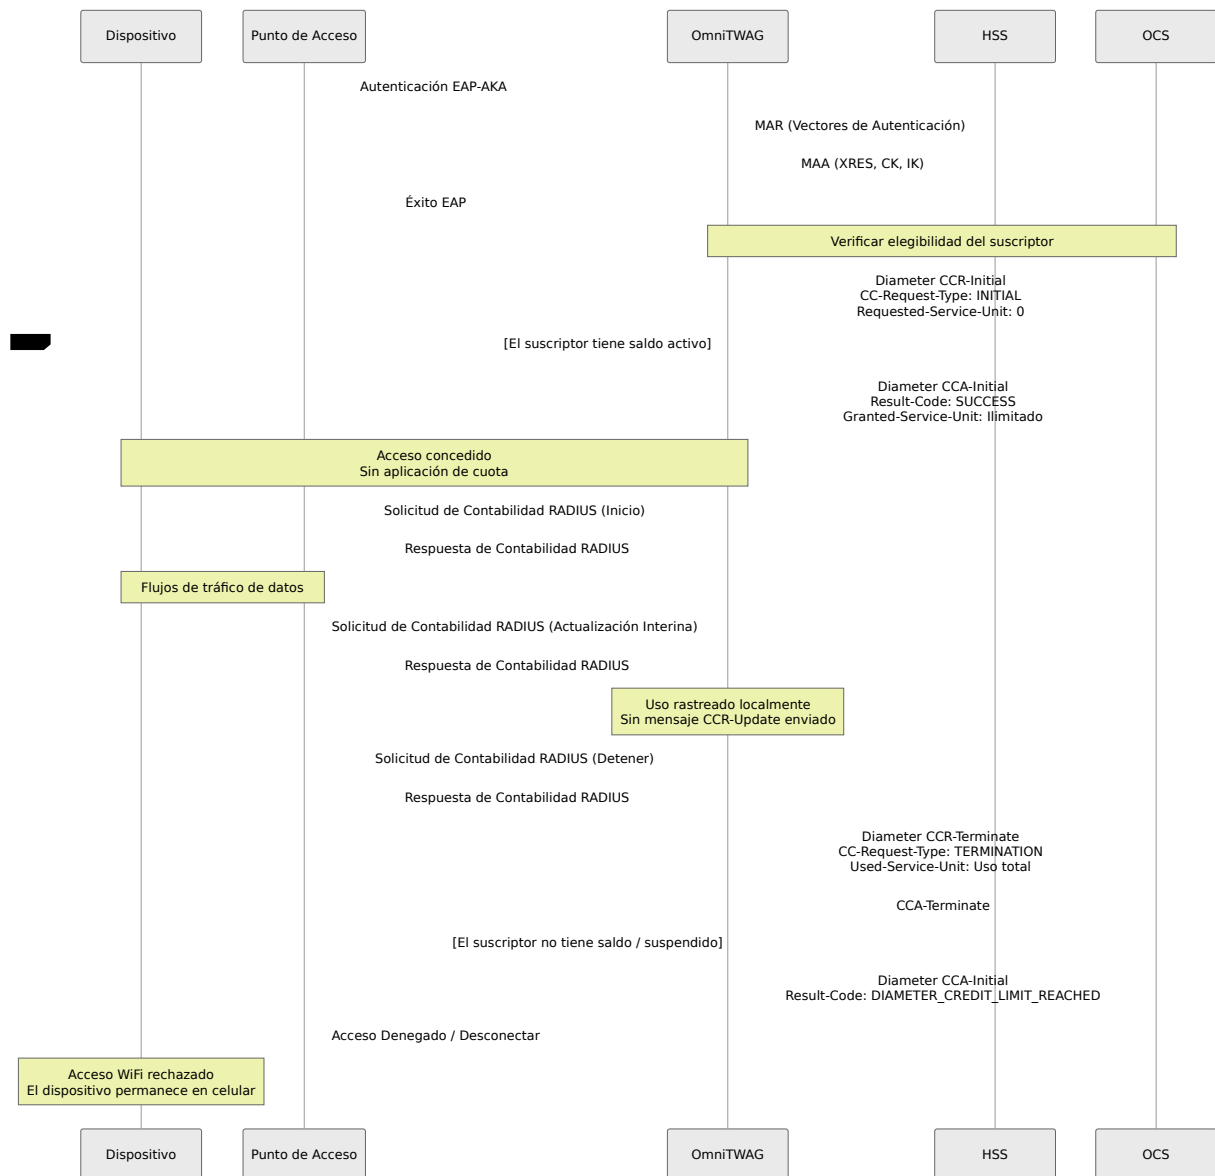 Dispositivo
Punto de Acceso
OmniTWAG
HSS
OCS
Autenticación EAP-AKA
MAR (Vectores de Autenticación)
MAA (XRES, CK, IK)
Éxito EAP
Verificar elegibilidad del suscriptor
Diameter CCR-Initial
CC-Request-Type: INITIAL
Requested-Service-Unit: 0
[El suscriptor tiene saldo activo]
Diameter CCA-Initial
Result-Code: SUCCESS
Granted-Service-Unit: Ilimitado
Acceso concedido
Sin aplicación de cuota
Solicitud de Contabilidad RADIUS (Inicio)
Respuesta de Contabilidad RADIUS
Flujos de tráfico de datos
Solicitud de Contabilidad RADIUS (Actualización Interina)
Respuesta de Contabilidad RADIUS
Uso rastreado localmente
Sin mensaje CCR-Update enviado
Solicitud de Contabilidad RADIUS (Detener)
Respuesta de Contabilidad RADIUS
Diameter CCR-Terminate
CC-Request-Type: TERMINATION
Used-Service-Unit: Uso total
CCA-Terminate
[El suscriptor no tiene saldo / suspendido]
Diameter CCA-Initial
Result-Code: DIAMETER_CREDIT_LIMIT_REACHED
Acceso Denegado / Desconectar
Acceso WiFi rechazado
El dispositivo permanece en celular
Dispositivo
Punto de Acceso
OmniTWAG
HSS
OCS